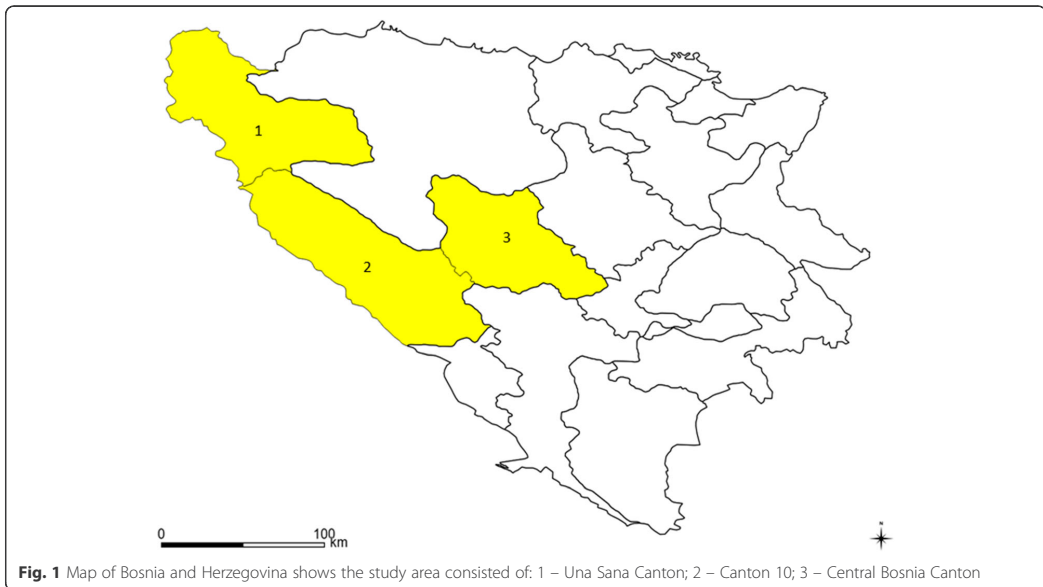 1
3
2
0 100
km
N
Fig. 1 Map of Bosnia and Herzegovina shows the study area consisted of: 1 – Una Sana Canton; 2 – Canton 10; 3 – Central Bosnia Canton